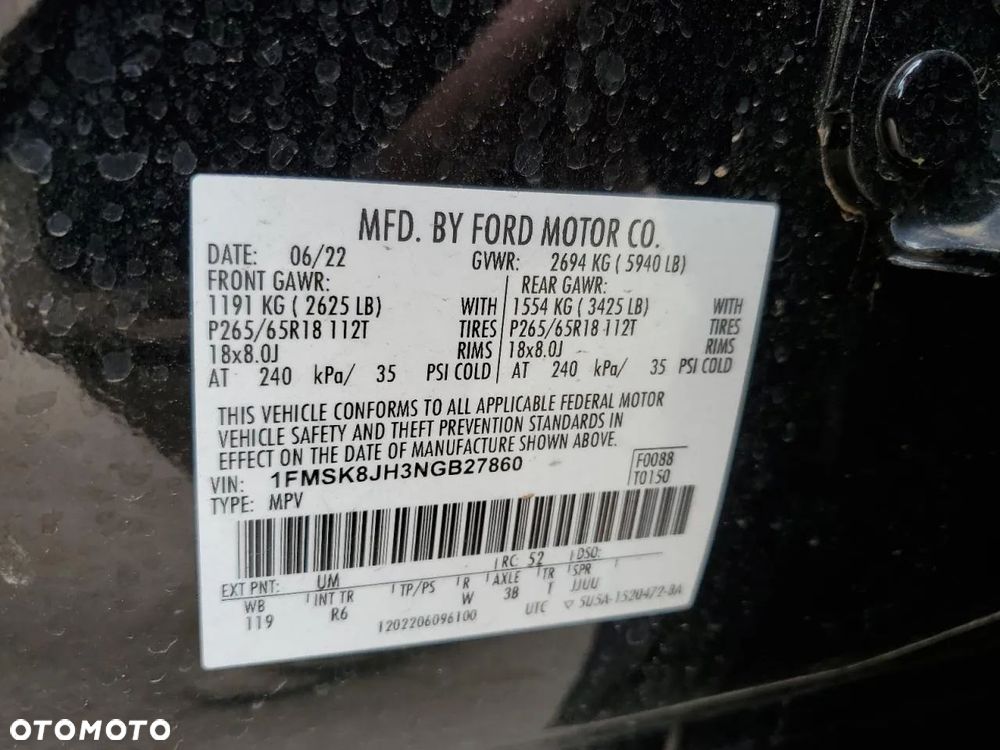 MFD. BY FORD MOTOR CO.
DATE: 06/22 GVWR: 2694 KG ( 5940 LB)
FRONT GAWR: REAR GAWR:
1191 KG ( 2625 LB) WITH 1554 KG ( 3425 LB) WITH
P265/65R18 112T TIRES P265/65R18 112T TIRES
18x8.0J RIMS 18x8.0J RIMS
AT 240 kPa/ 35 PSI COLD AT 240 kPa/ 35 PSI COLD
THIS VEHICLE CONFORMS TO ALL APPLICABLE FEDERAL MOTOR
VEHICLE SAFETY AND THEFT PREVENTION STANDARDS IN
EFFECT ON THE DATE OF MANUFACTURE SHOWN ABOVE.
VIN: 1FMSK8JH3NGB27860 F0088
TYPE: MPV T0150
EXT PNT: UM RC: 52 DSO:
WB INT TR TP/PS R AXLE TR SPR
119 R6 W 3B T JJUU
1202206096100 UTC ▽ 5U5A-1520472-BA
OTOMOTO